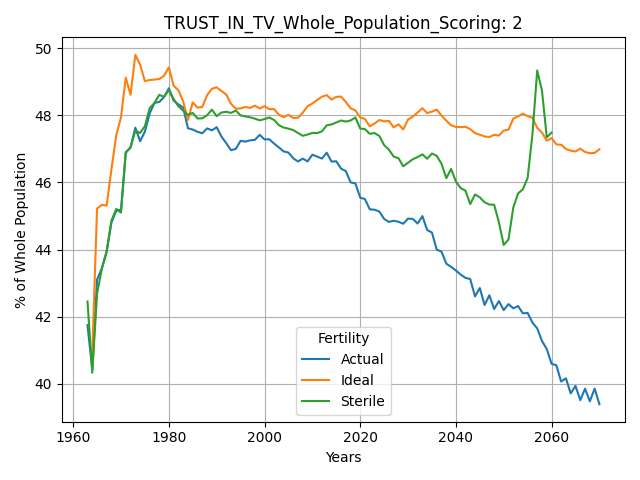 TRUST_IN_TV_Whole_Population_Scoring: 2
% of Whole Population
50
48
46
44
42
40
Fertility
Actual
Ideal
Sterile
1960
1980
2000
2020
2040
2060
Years